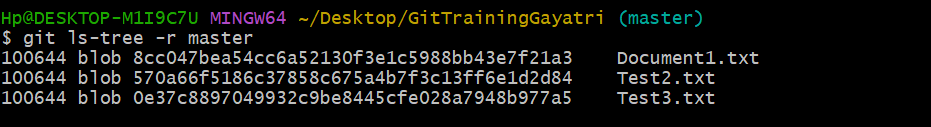 Hp@DESKTOP-M1I9C7U MINGW64 ~/Desktop/GitTrainingGayatri (master)
$ git ls-tree -r master
100644 blob 8cc047bea54cc6a52130f3e1c5988bb43e7f21a3    Document1.txt
100644 blob 570a66f5186c37858c675a4b7f3c13ff6e1d2d84    Test2.txt
100644 blob 0e37c8897049932c9be8445cfe028a7948b977a5    Test3.txt